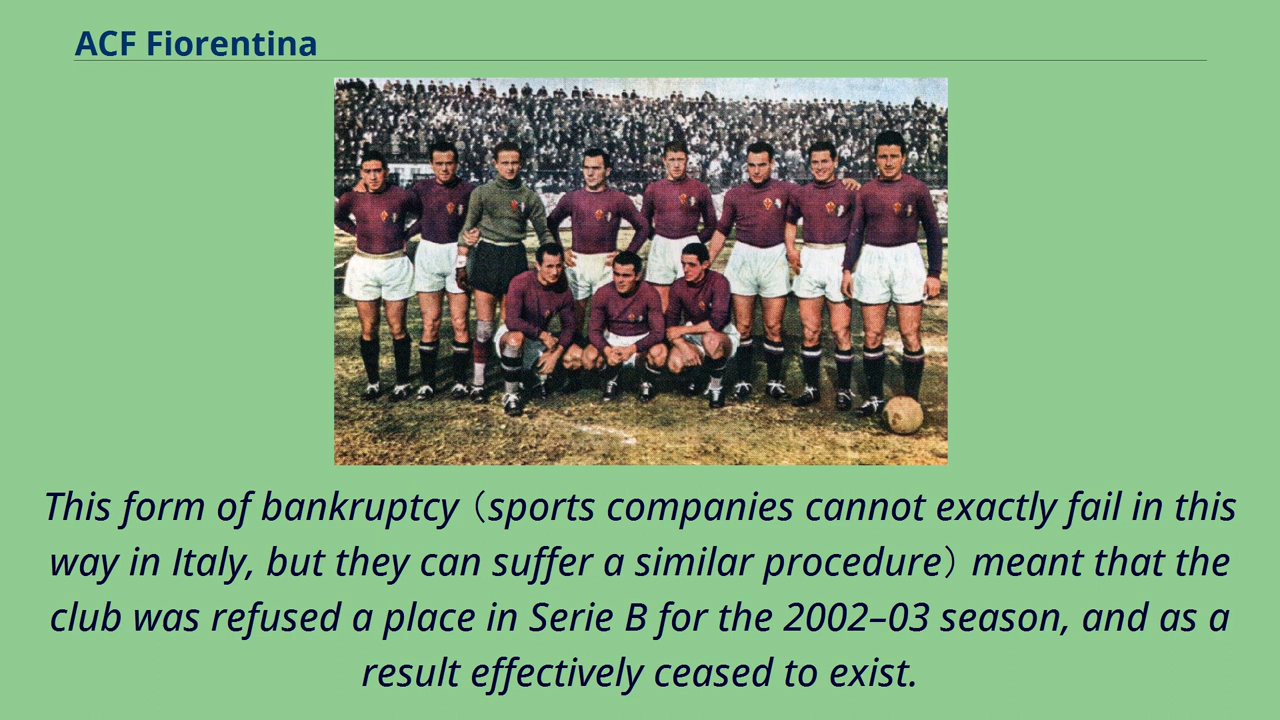 ACF Fiorentina
This form of bankruptcy（sports companies cannot exactly fail in this
way in Italy, but they can suffer a similar procedure）meant that the
club was refused a place in Serie B for the 2002–03 season, and as a
result effectively ceased to exist.